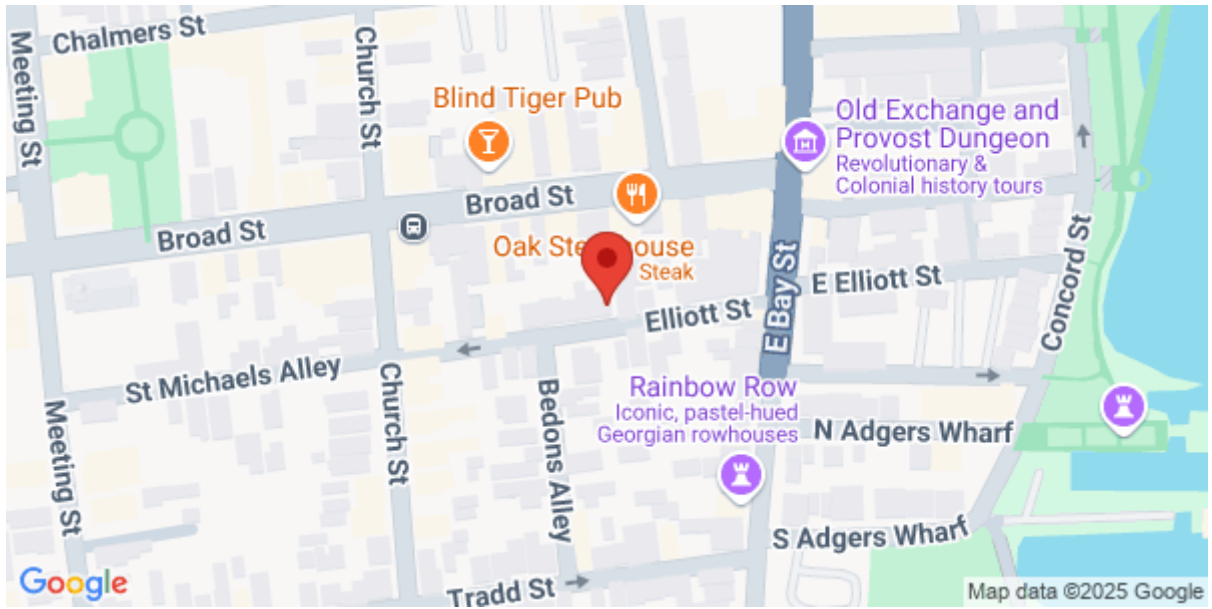 Chalmers St
Meeting St
Church St
Blind Tiger Pub
Old Exchange and
Provost Dungeon
Revolutionary &
Colonial history tours
Broad St
Broad St
Oak Steakhouse
Steak
Concord St
E Elliott St
Elliott St
E Bay St
St Michaels Alley
Church St
Bedons Alley
Rainbow Row
Iconic, pastel-hued
Georgian rowhouses
N Adgers Wharf
Meeting St
S Adgers Wharf
Tradd St
Google
Map data ©2025 Google